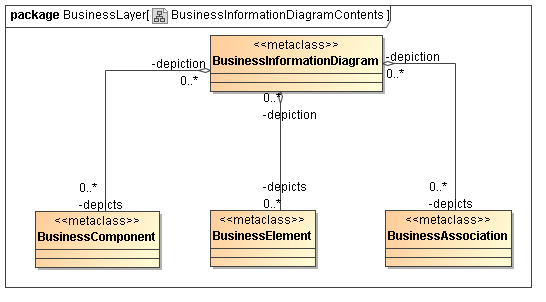 package BusinessLayer[ BusinessInformationDiagramContents ]
<<metaclass>>
BusinessInformationDiagram
-depiction
0..*
-depiction
0..*
0..*
-depiction
0..*
-depicts
-depicts
0..*
0..*
-depicts
<<metaclass>>
BusinessComponent
<<metaclass>>
BusinessElement
<<metaclass>>
BusinessAssociation